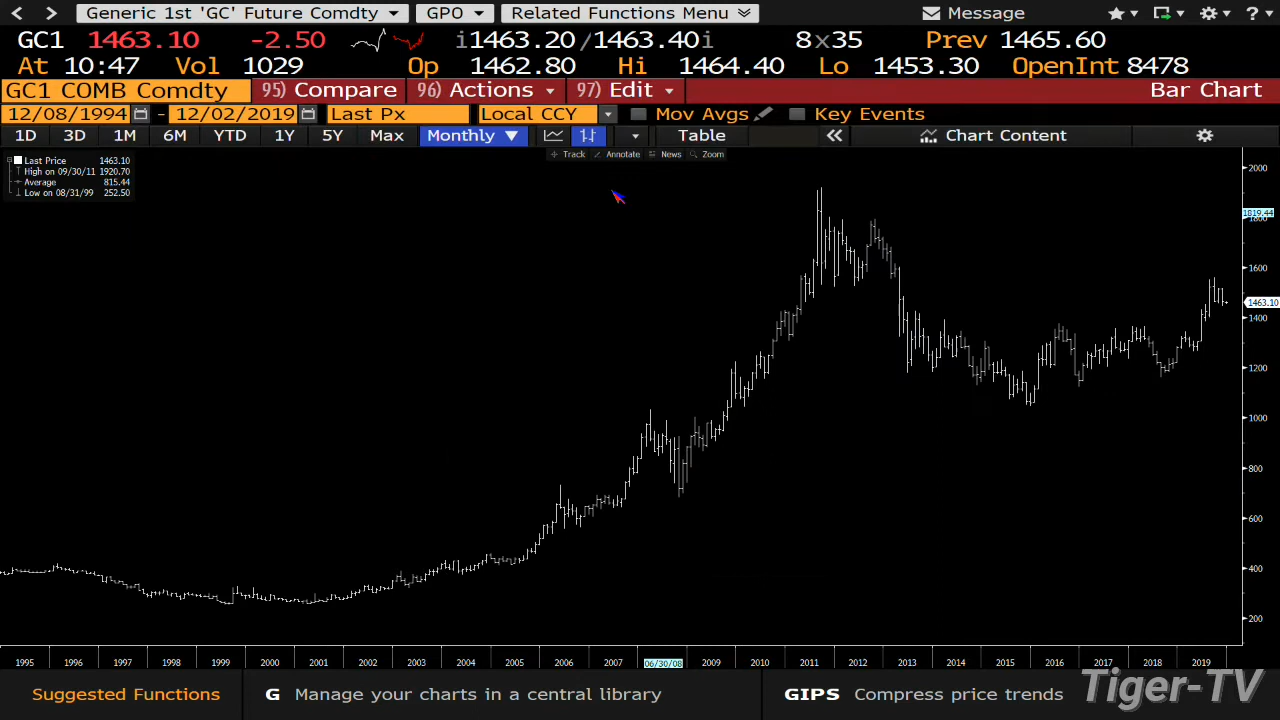 Generic 1st 'GC' Future Comdty GPO Related Functions Menu Message ?
GC1 1463.10 -2.50 i1463.20/1463.40i 8x35 Prev 1465.60
At 10:47 Vol 1029 Op 1462.80 Hi 1464.40 Lo 1453.30 OpenInt 8478
GC1 COMB Comdty 95) Compare 96) Actions 97) Edit Bar Chart
12/08/1994 - 12/02/2019 Last Px Local CCY Mov Avgs Key Events
1D 3D 1M 6M YTD 1Y 5Y Max Monthly Table Chart Content
Track Annotate News Zoom
Last Price 1463.10
High on 09/30/11 1920.70
Average 815.44
Low on 08/31/99 252.50
2000
1819.44
1800
1600
1463.10
1400
1200
1000
800
600
400
200
1995 1996 1997 1998 1999 2000 2001 2002 2003 2004 2005 2006 2007 06/30/08 2009 2010 2011 2012 2013 2014 2015 2016 2017 2018 2019
Suggested Functions G Manage your charts in a central library GIPS Compress price trends
Tiger-TV